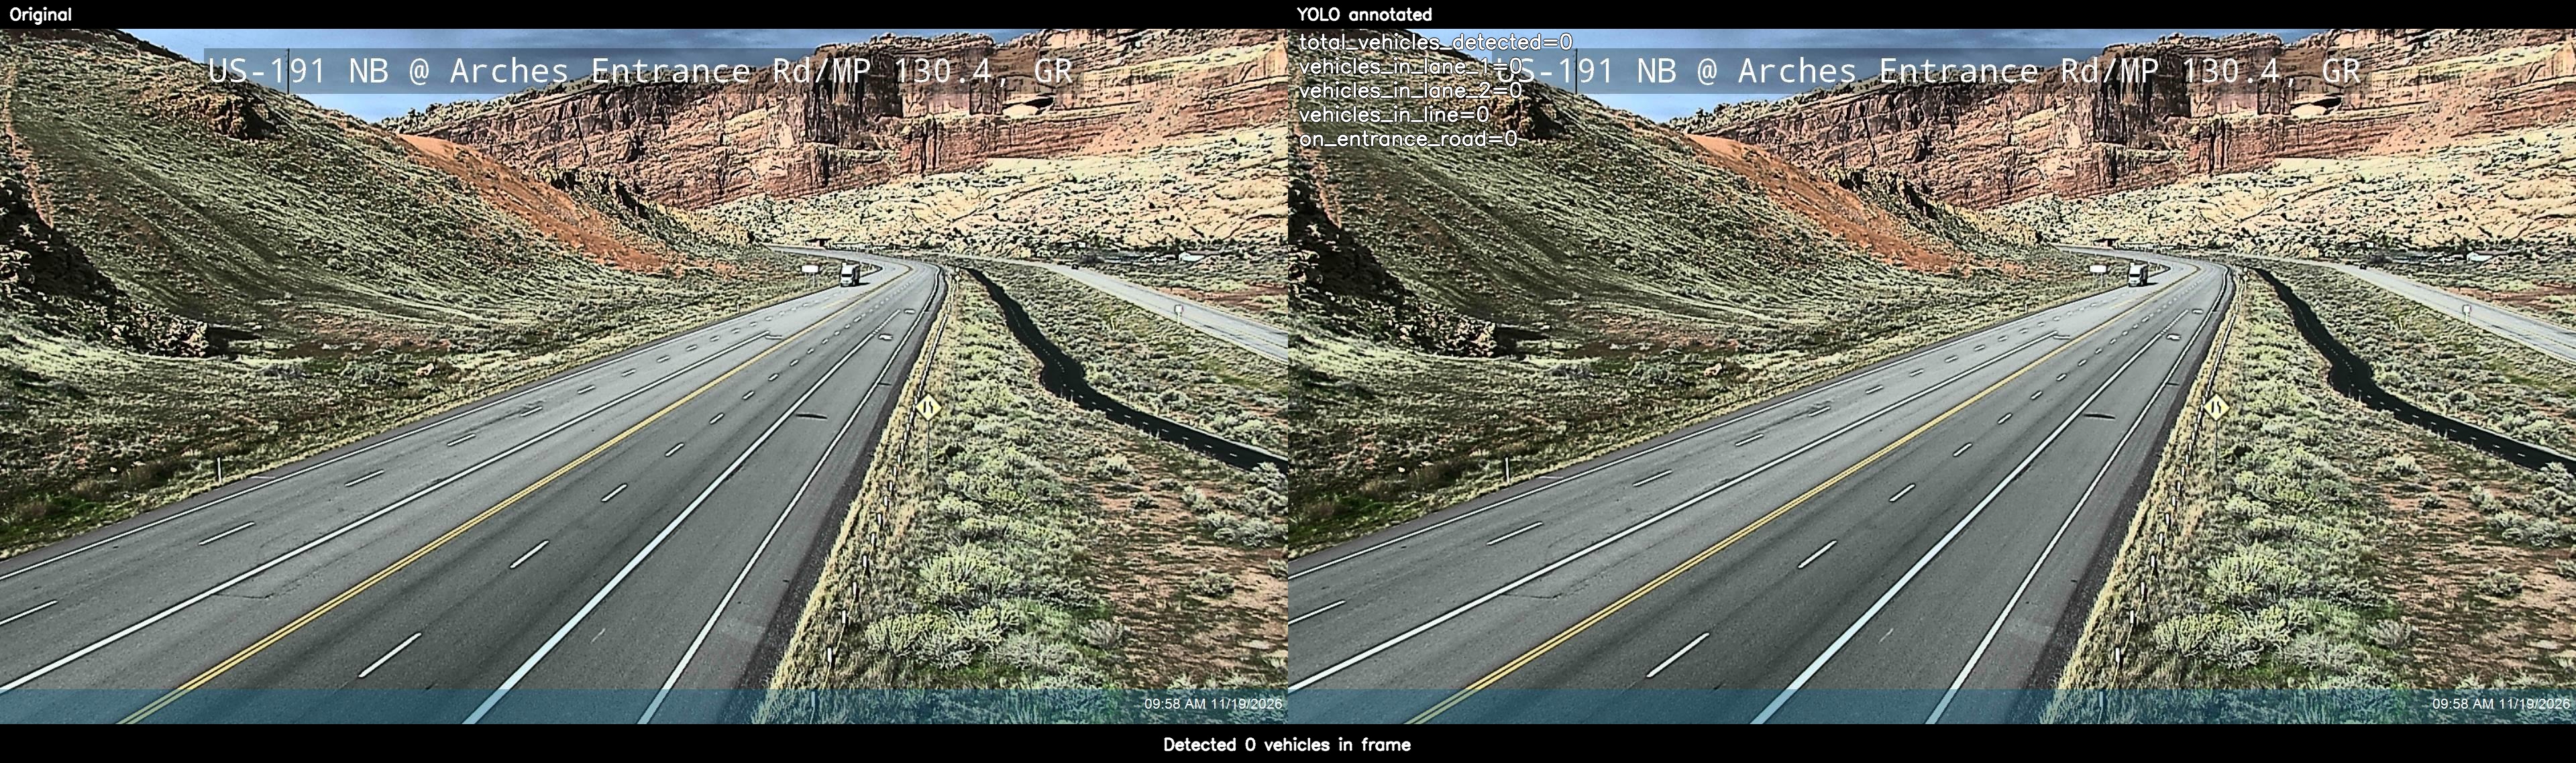 Original
US-191 NB @ Arches Entrance Rd/MP 130.4, GR
09:58 AM 11/19/2026
YOLO annotated
total_vehicles_detected=0
vehicles_in_lane_1=0
US-191 NB @ Arches Entrance Rd/MP 130.4, GR
vehicles_in_lane_2=0
vehicles_in_line=0
on_entrance_road=0
09:58 AM 11/19/2026
Detected 0 vehicles in frame